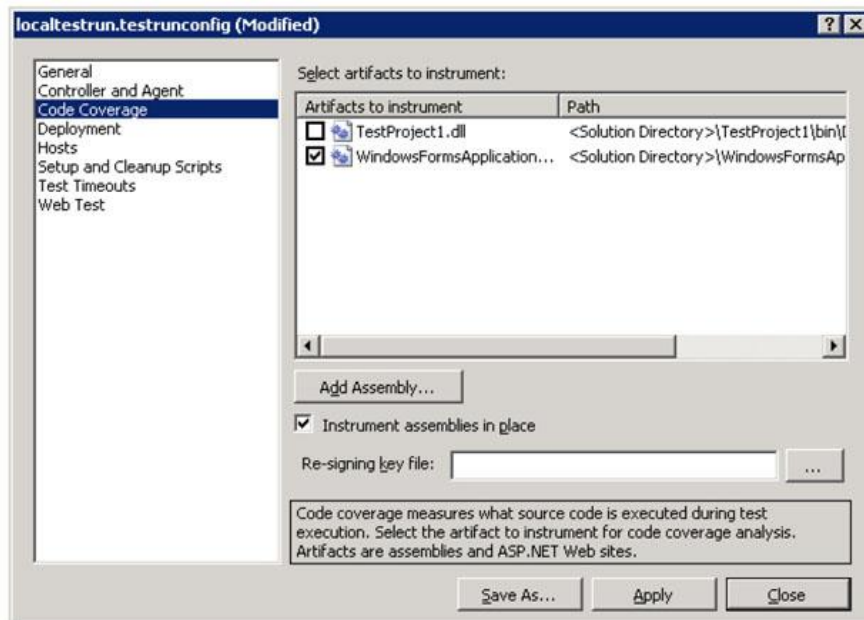 localtestrun.testrunconfig (Modified)
General
Controller and Agent
Code Coverage
Deployment
Hosts
Setup and Cleanup Scripts
Test Timeouts
Web Test
Select artifacts to instrument:
Artifacts to instrument Path
TestProject1.dll <Solution Directory>\TestProject1\bin\D
WindowsFormsApplication... <Solution Directory>\WindowsFormsAp
Add Assembly...
Instrument assemblies in place
Re-signing key file: ...
Code coverage measures what source code is executed during test
execution. Select the artifact to instrument for code coverage analysis.
Artifacts are assemblies and ASP.NET Web sites.
Save As... Apply Close